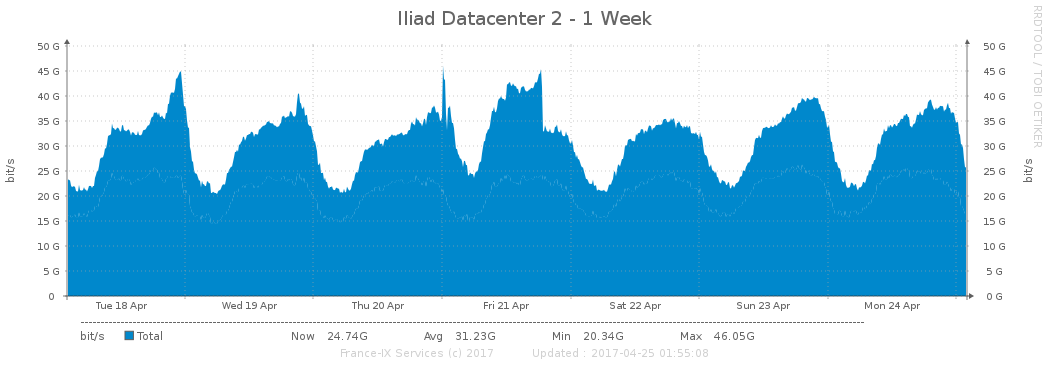 Iliad Datacenter 2 - 1 Week
RRDTOOL / TOBI OETIKER
bit/s
50 G 50 G
45 G 45 G
40 G 40 G
35 G 35 G
30 G 30 G
25 G 25 G
20 G 20 G
15 G 15 G
10 G 10 G
5 G 5 G
0 0 G
bit/s
Tue 18 Apr Wed 19 Apr Thu 20 Apr Fri 21 Apr Sat 22 Apr Sun 23 Apr Mon 24 Apr
bit/s Total Now 24.74G Avg 31.23G Min 20.34G Max 46.05G
France-IX Services (c) 2017 Updated : 2017-04-25 01:55:08